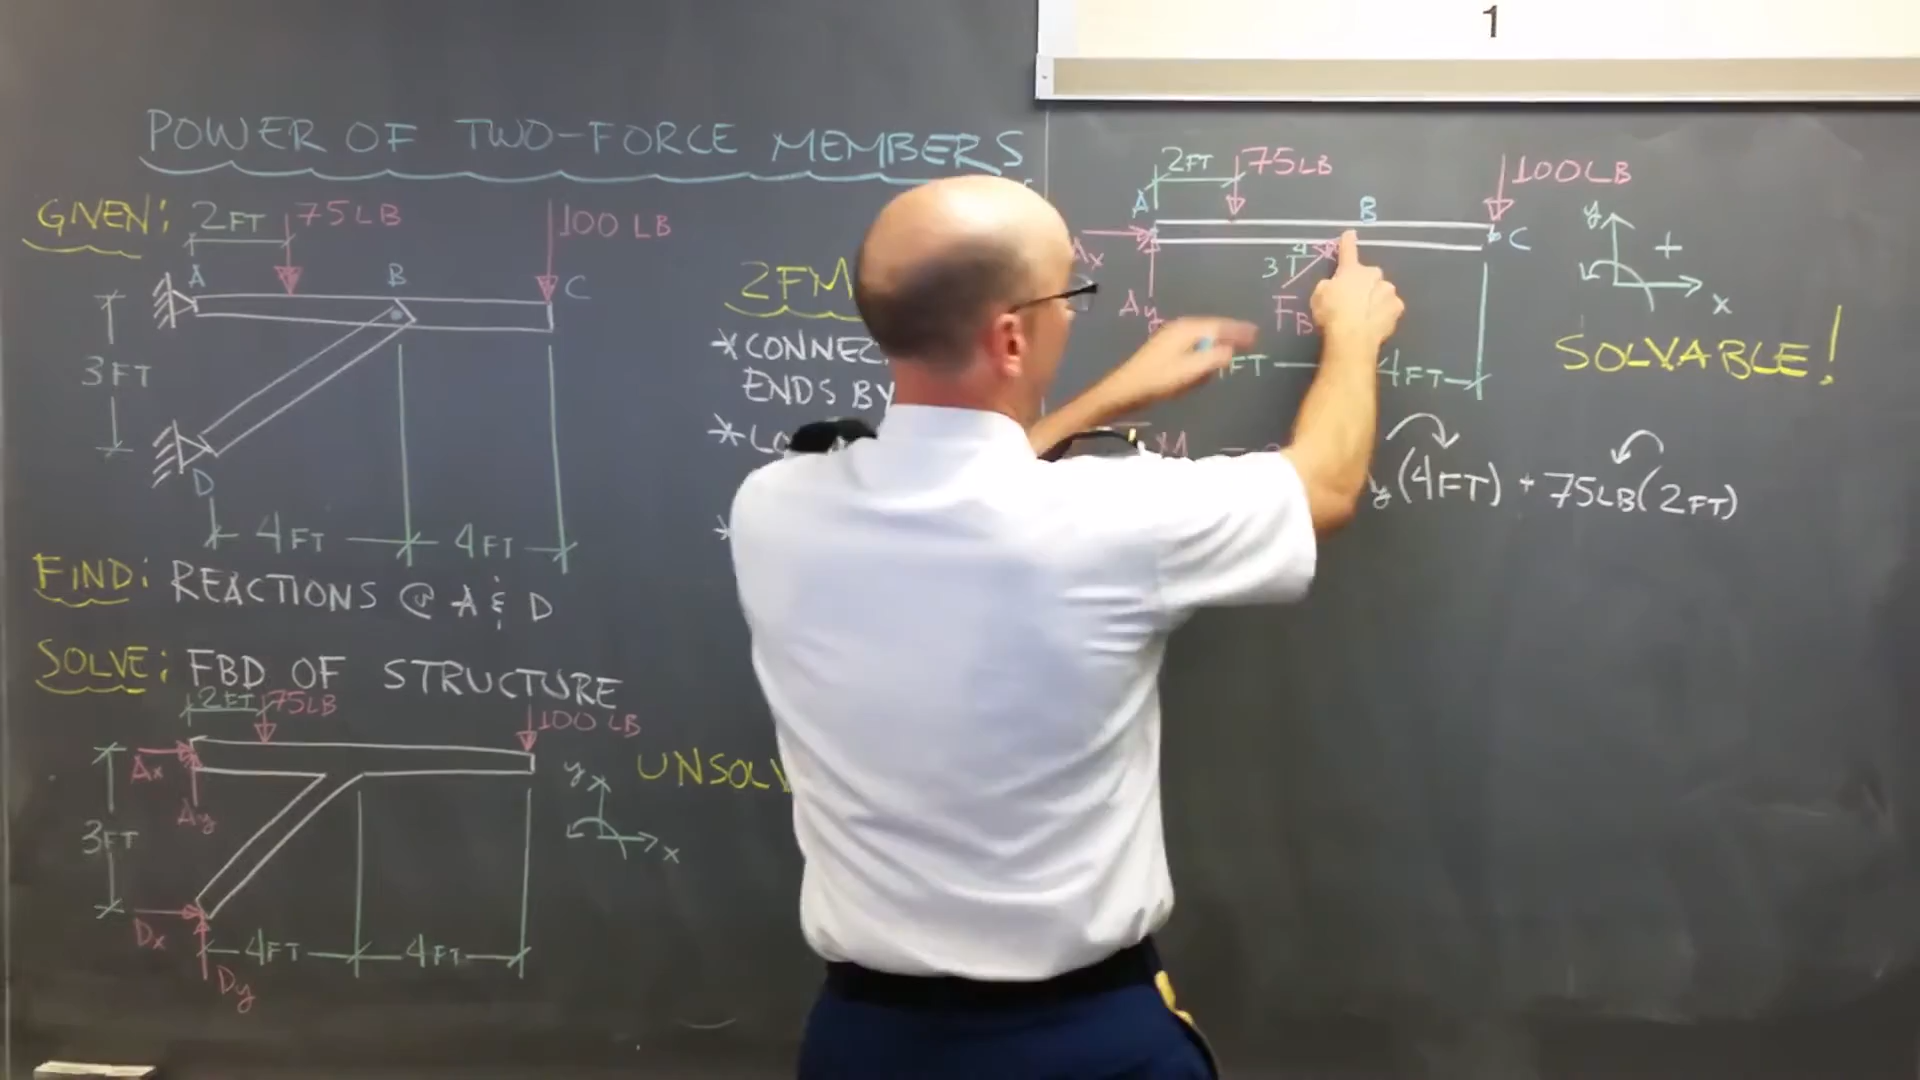 1
POWER OF TWO-FORCE MEMBERS
GIVEN:
2FT
75LB
100 LB
A
B
C
3FT
D
4FT
4FT
FIND: REACTIONS @ A & D
SOLVE: FBD OF STRUCTURE
2FT
75LB
100 LB
Ax
Ay
3FT
Dx
Dy
4FT
4FT
y
x
2FM
*
ENDS BY
*
*
2FT
75LB
100LB
A
B
C
Ax
Ay
3
4
FB
4FT
y
+
x
SOLVABLE!
y(4FT) + 75LB(2FT)